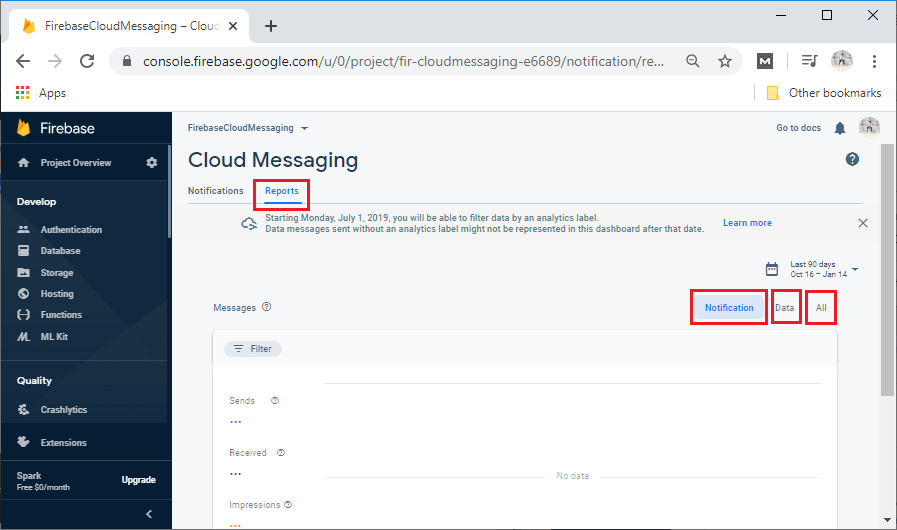 FirebaseCloudMessaging – Clou
console.firebase.google.com/u/0/project/fir-cloudmessaging-e6689/notification/re...
M
Apps
Other bookmarks
Firebase
FirebaseCloudMessaging
Go to docs
Project Overview
Cloud Messaging
Notifications
Reports
Develop
Starting Monday, July 1, 2019, you will be able to filter data by an analytics label.
Data messages sent without an analytics label might not be represented in this dashboard after that date.
Learn more
Authentication
Database
Storage
Hosting
Functions
ML Kit
Last 90 days
Oct 16 – Jan 14
Messages
Notification
Data
All
Filter
Quality
Crashlytics
Extensions
Sends
...
Received
...
No data
Impressions
...
Spark
Free $0/month
Upgrade